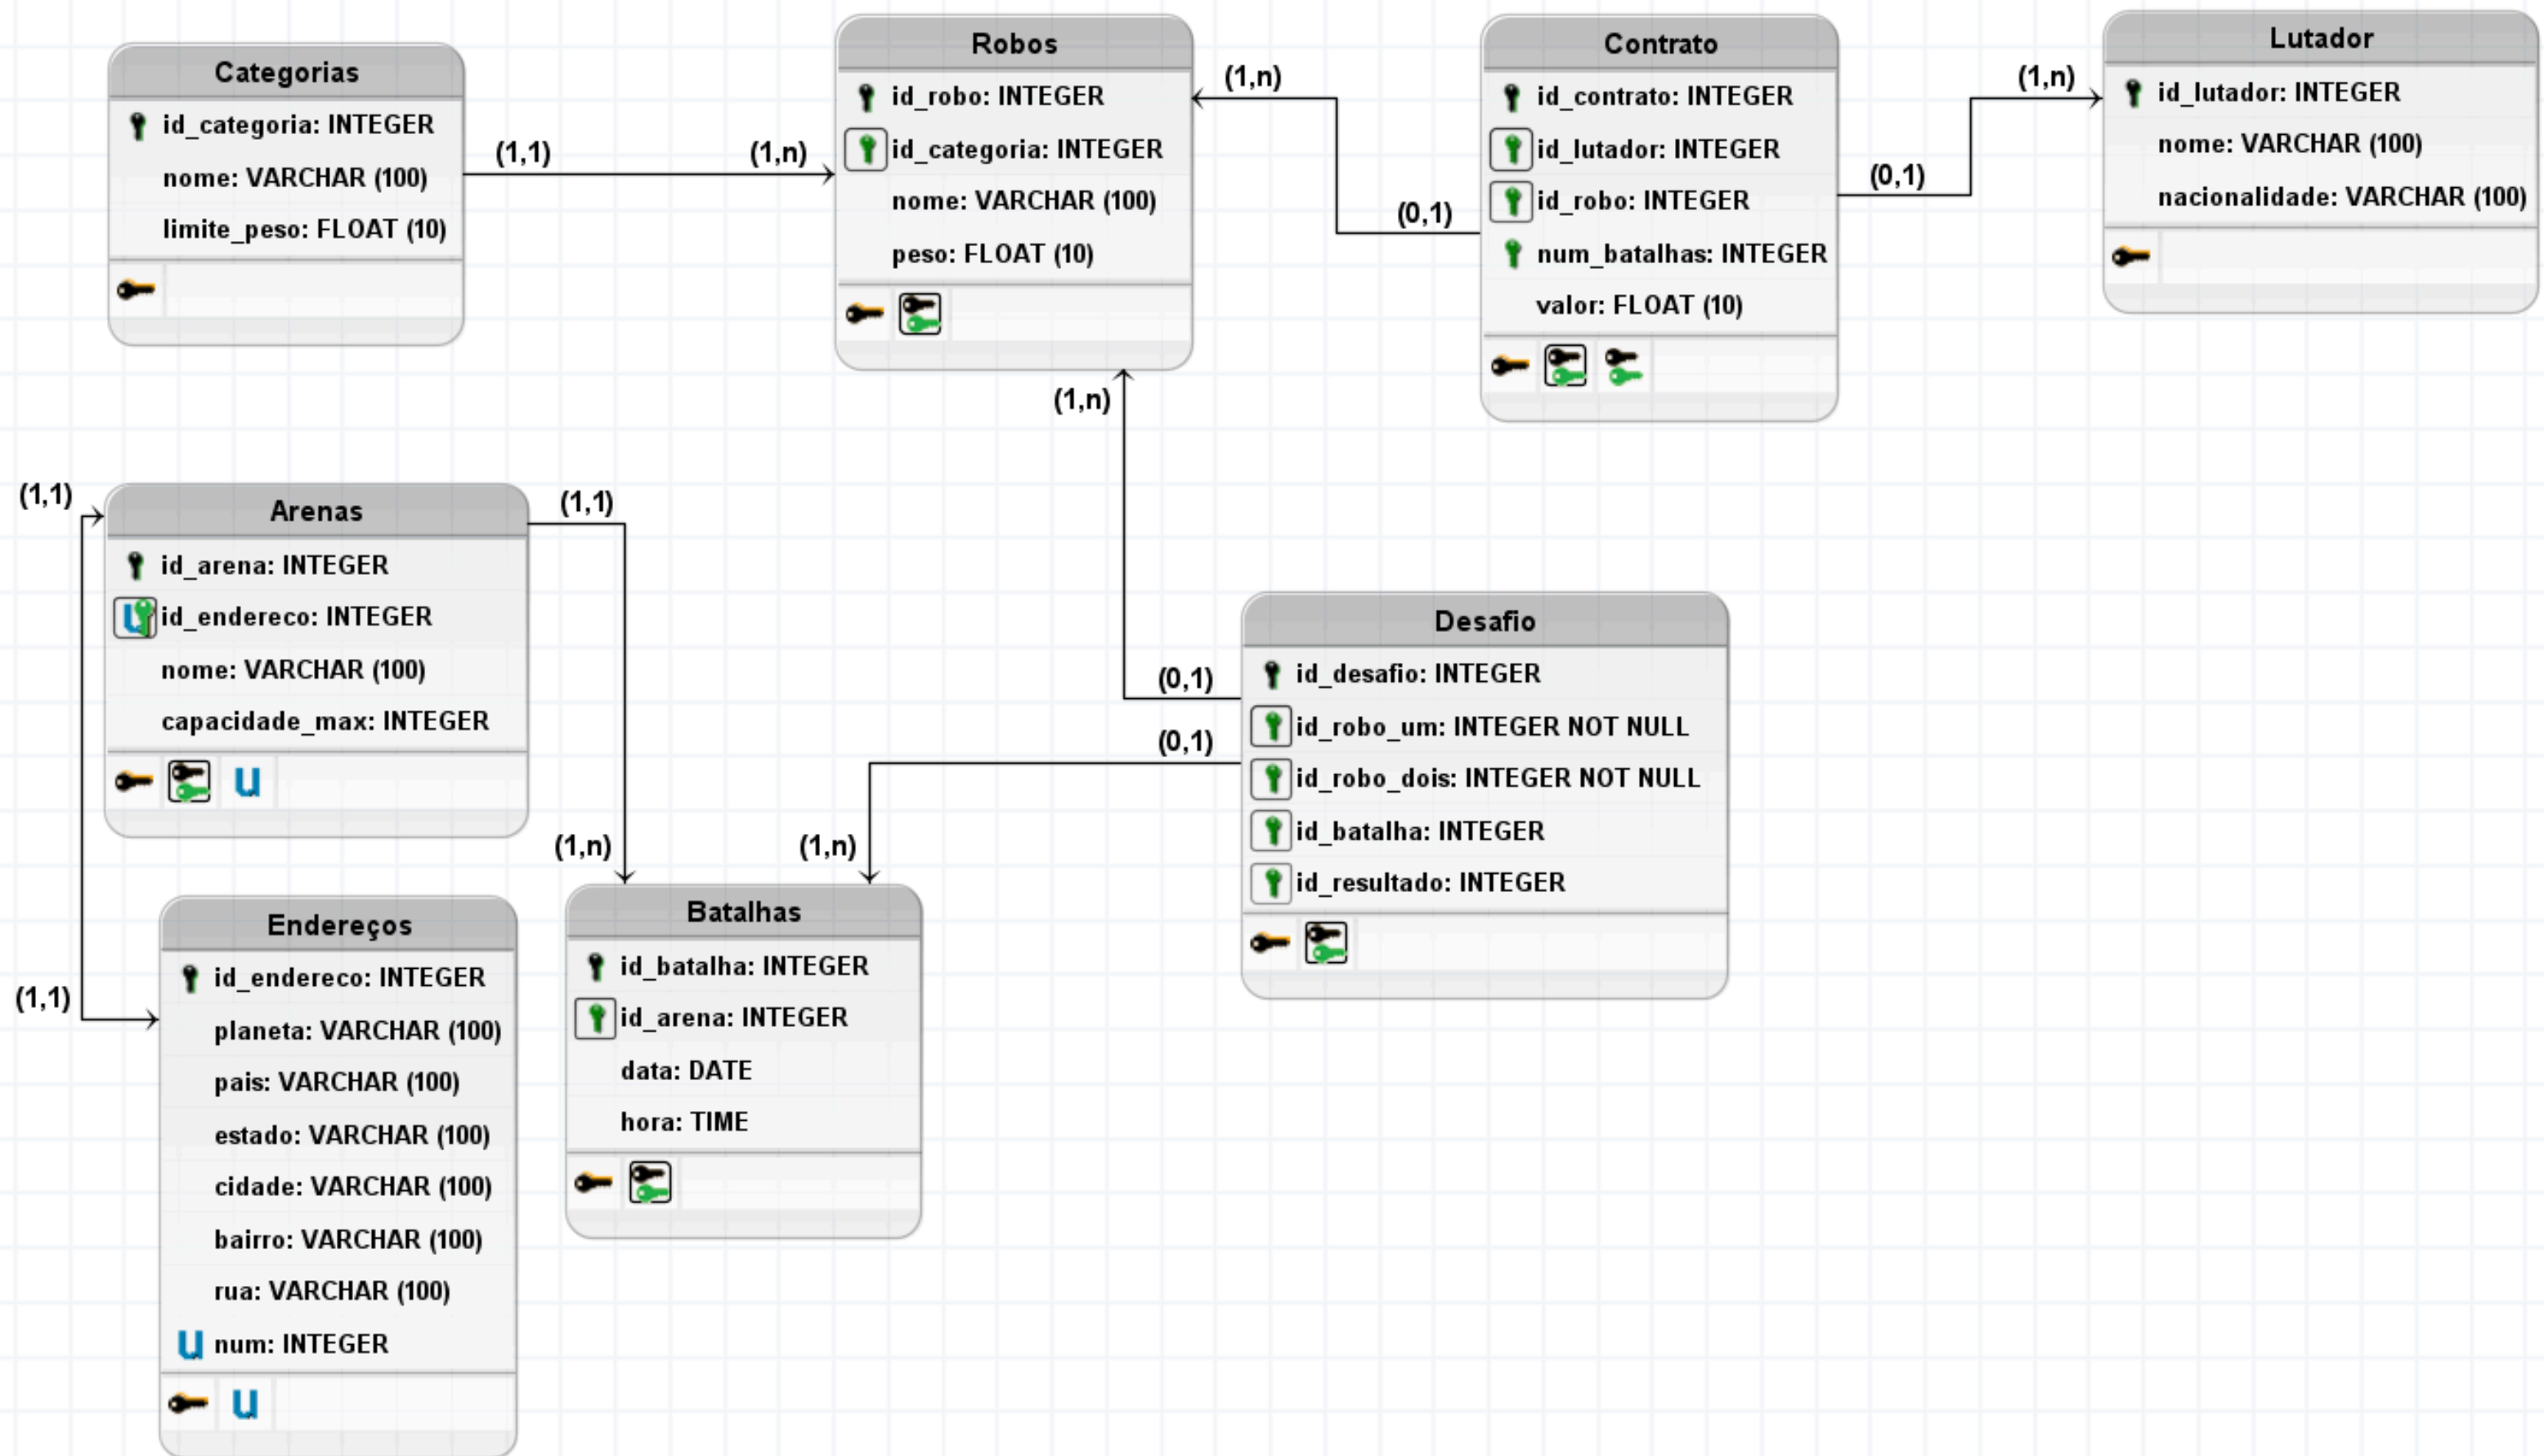 Categorias
id_categoria: INTEGER
nome: VARCHAR (100)
limite_peso: FLOAT (10)
(1,1)
(1,n)
Robos
id_robo: INTEGER
id_categoria: INTEGER
nome: VARCHAR (100)
peso: FLOAT (10)
(1,n)
(0,1)
Contrato
id_contrato: INTEGER
id_lutador: INTEGER
id_robo: INTEGER
num_batalhas: INTEGER
valor: FLOAT (10)
(0,1)
(1,n)
Lutador
id_lutador: INTEGER
nome: VARCHAR (100)
nacionalidade: VARCHAR (100)
(1,n)
(1,1)
Arenas
id_arena: INTEGER
id_endereco: INTEGER
nome: VARCHAR (100)
capacidade_max: INTEGER
U
(1,1)
(0,1)
(0,1)
Desafio
id_desafio: INTEGER
id_robo_um: INTEGER NOT NULL
id_robo_dois: INTEGER NOT NULL
id_batalha: INTEGER
id_resultado: INTEGER
(1,n)
(1,n)
(1,1)
Endereços
id_endereco: INTEGER
planeta: VARCHAR (100)
pais: VARCHAR (100)
estado: VARCHAR (100)
cidade: VARCHAR (100)
bairro: VARCHAR (100)
rua: VARCHAR (100)
U num: INTEGER
U
Batalhas
id_batalha: INTEGER
id_arena: INTEGER
data: DATE
hora: TIME